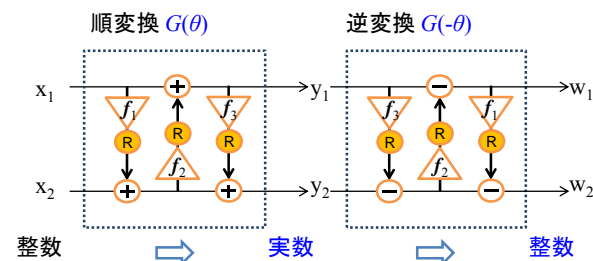 順変換 G(θ)
逆変換 G(-θ)
x1 + y1 − w1
f1 f3 f3 f1
R R R R R R
f2 f2
x2 + + y2 − − w2
整数 実数 整数